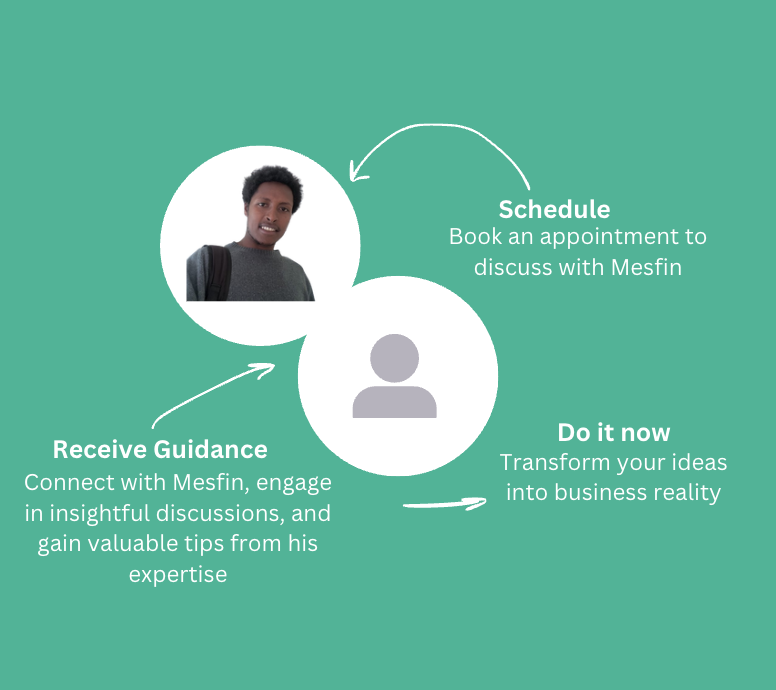 Schedule
Book an appointment to
discuss with Mesfin
Receive Guidance
Connect with Mesfin, engage
in insightful discussions, and
gain valuable tips from his
expertise
Do it now
Transform your ideas
into business reality